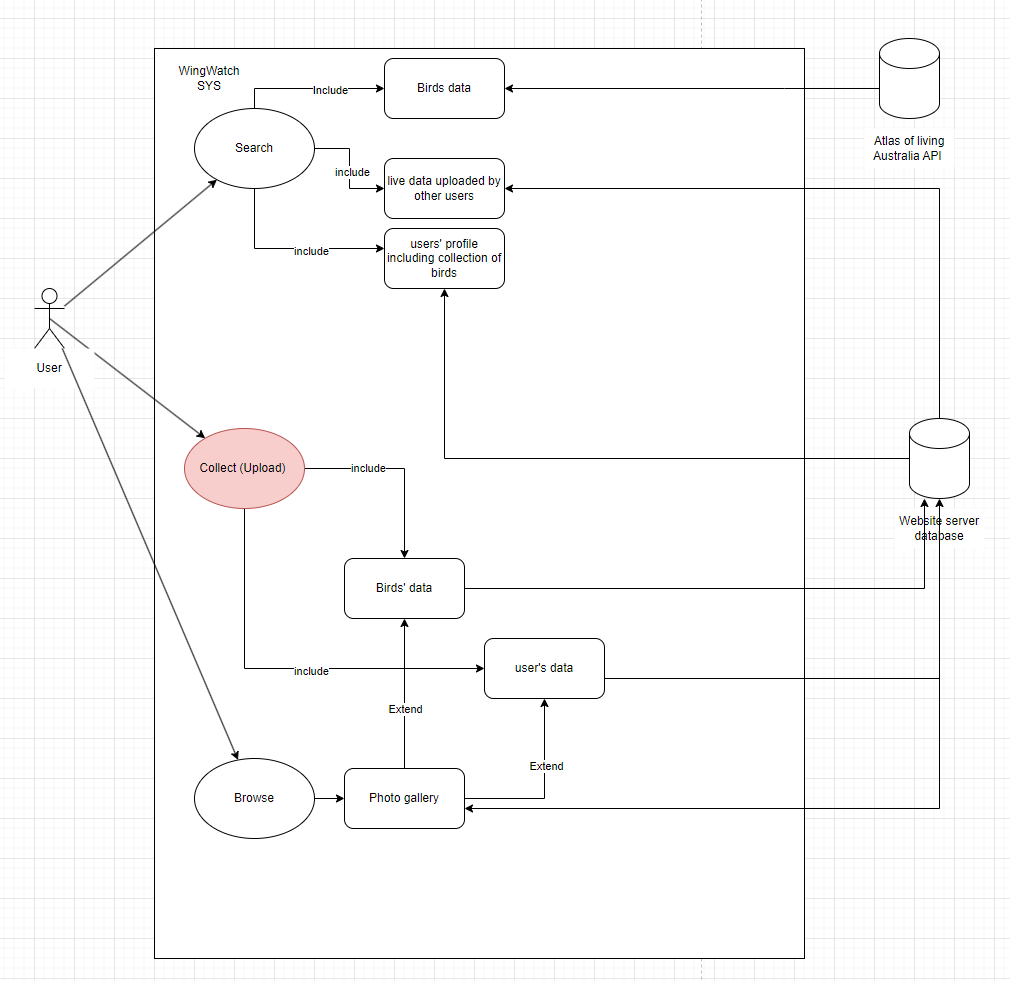 WingWatch
SYS
Include
Birds data
Search
include
live data uploaded by
other users
include
users' profile
including collection of
birds
Atlas of living
Australia API
User
Collect (Upload)
include
Website server
database
Birds' data
include
user's data
Extend
Extend
Browse
Photo gallery